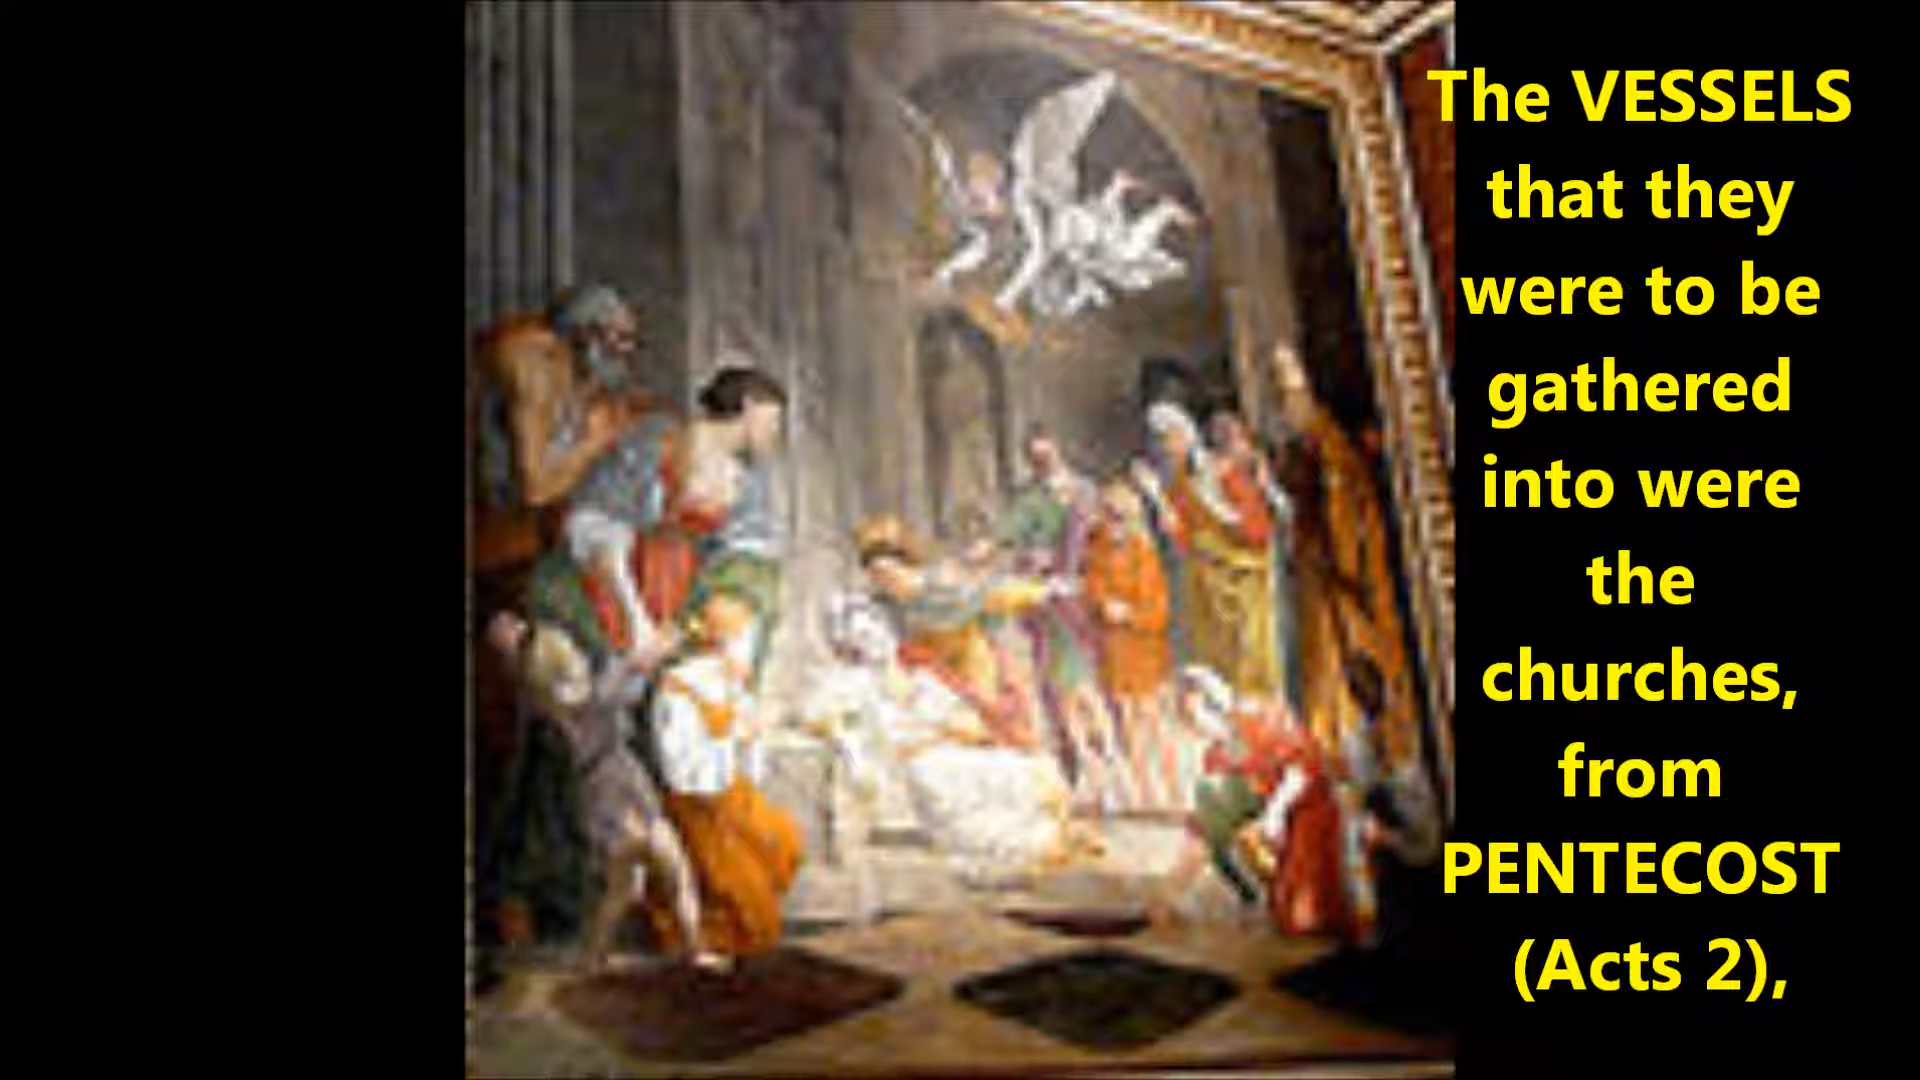 The VESSELS
that they
were to be
gathered
into were
the
churches,
from
PENTECOST
(Acts 2),